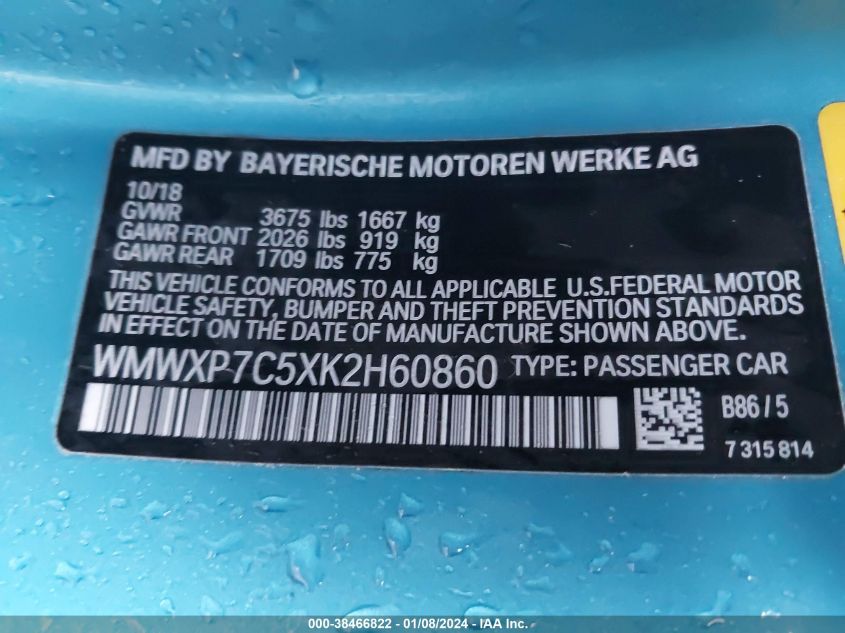 MFD BY BAYERISCHE MOTOREN WERKE AG
10/18
GVWR 3675 lbs 1667 kg
GAWR FRONT 2026 lbs 919 kg
GAWR REAR 1709 lbs 775 kg
THIS VEHICLE CONFORMS TO ALL APPLICABLE U.S.FEDERAL MOTOR
VEHICLE SAFETY, BUMPER AND THEFT PREVENTION STANDARDS
IN EFFECT ON THE DATE OF MANUFACTURE SHOWN ABOVE.
WMWXP7C5XK2H60860 TYPE: PASSENGER CAR
B86 / 5
7 315 814
000-38466822 - 01/08/2024 - IAA Inc.